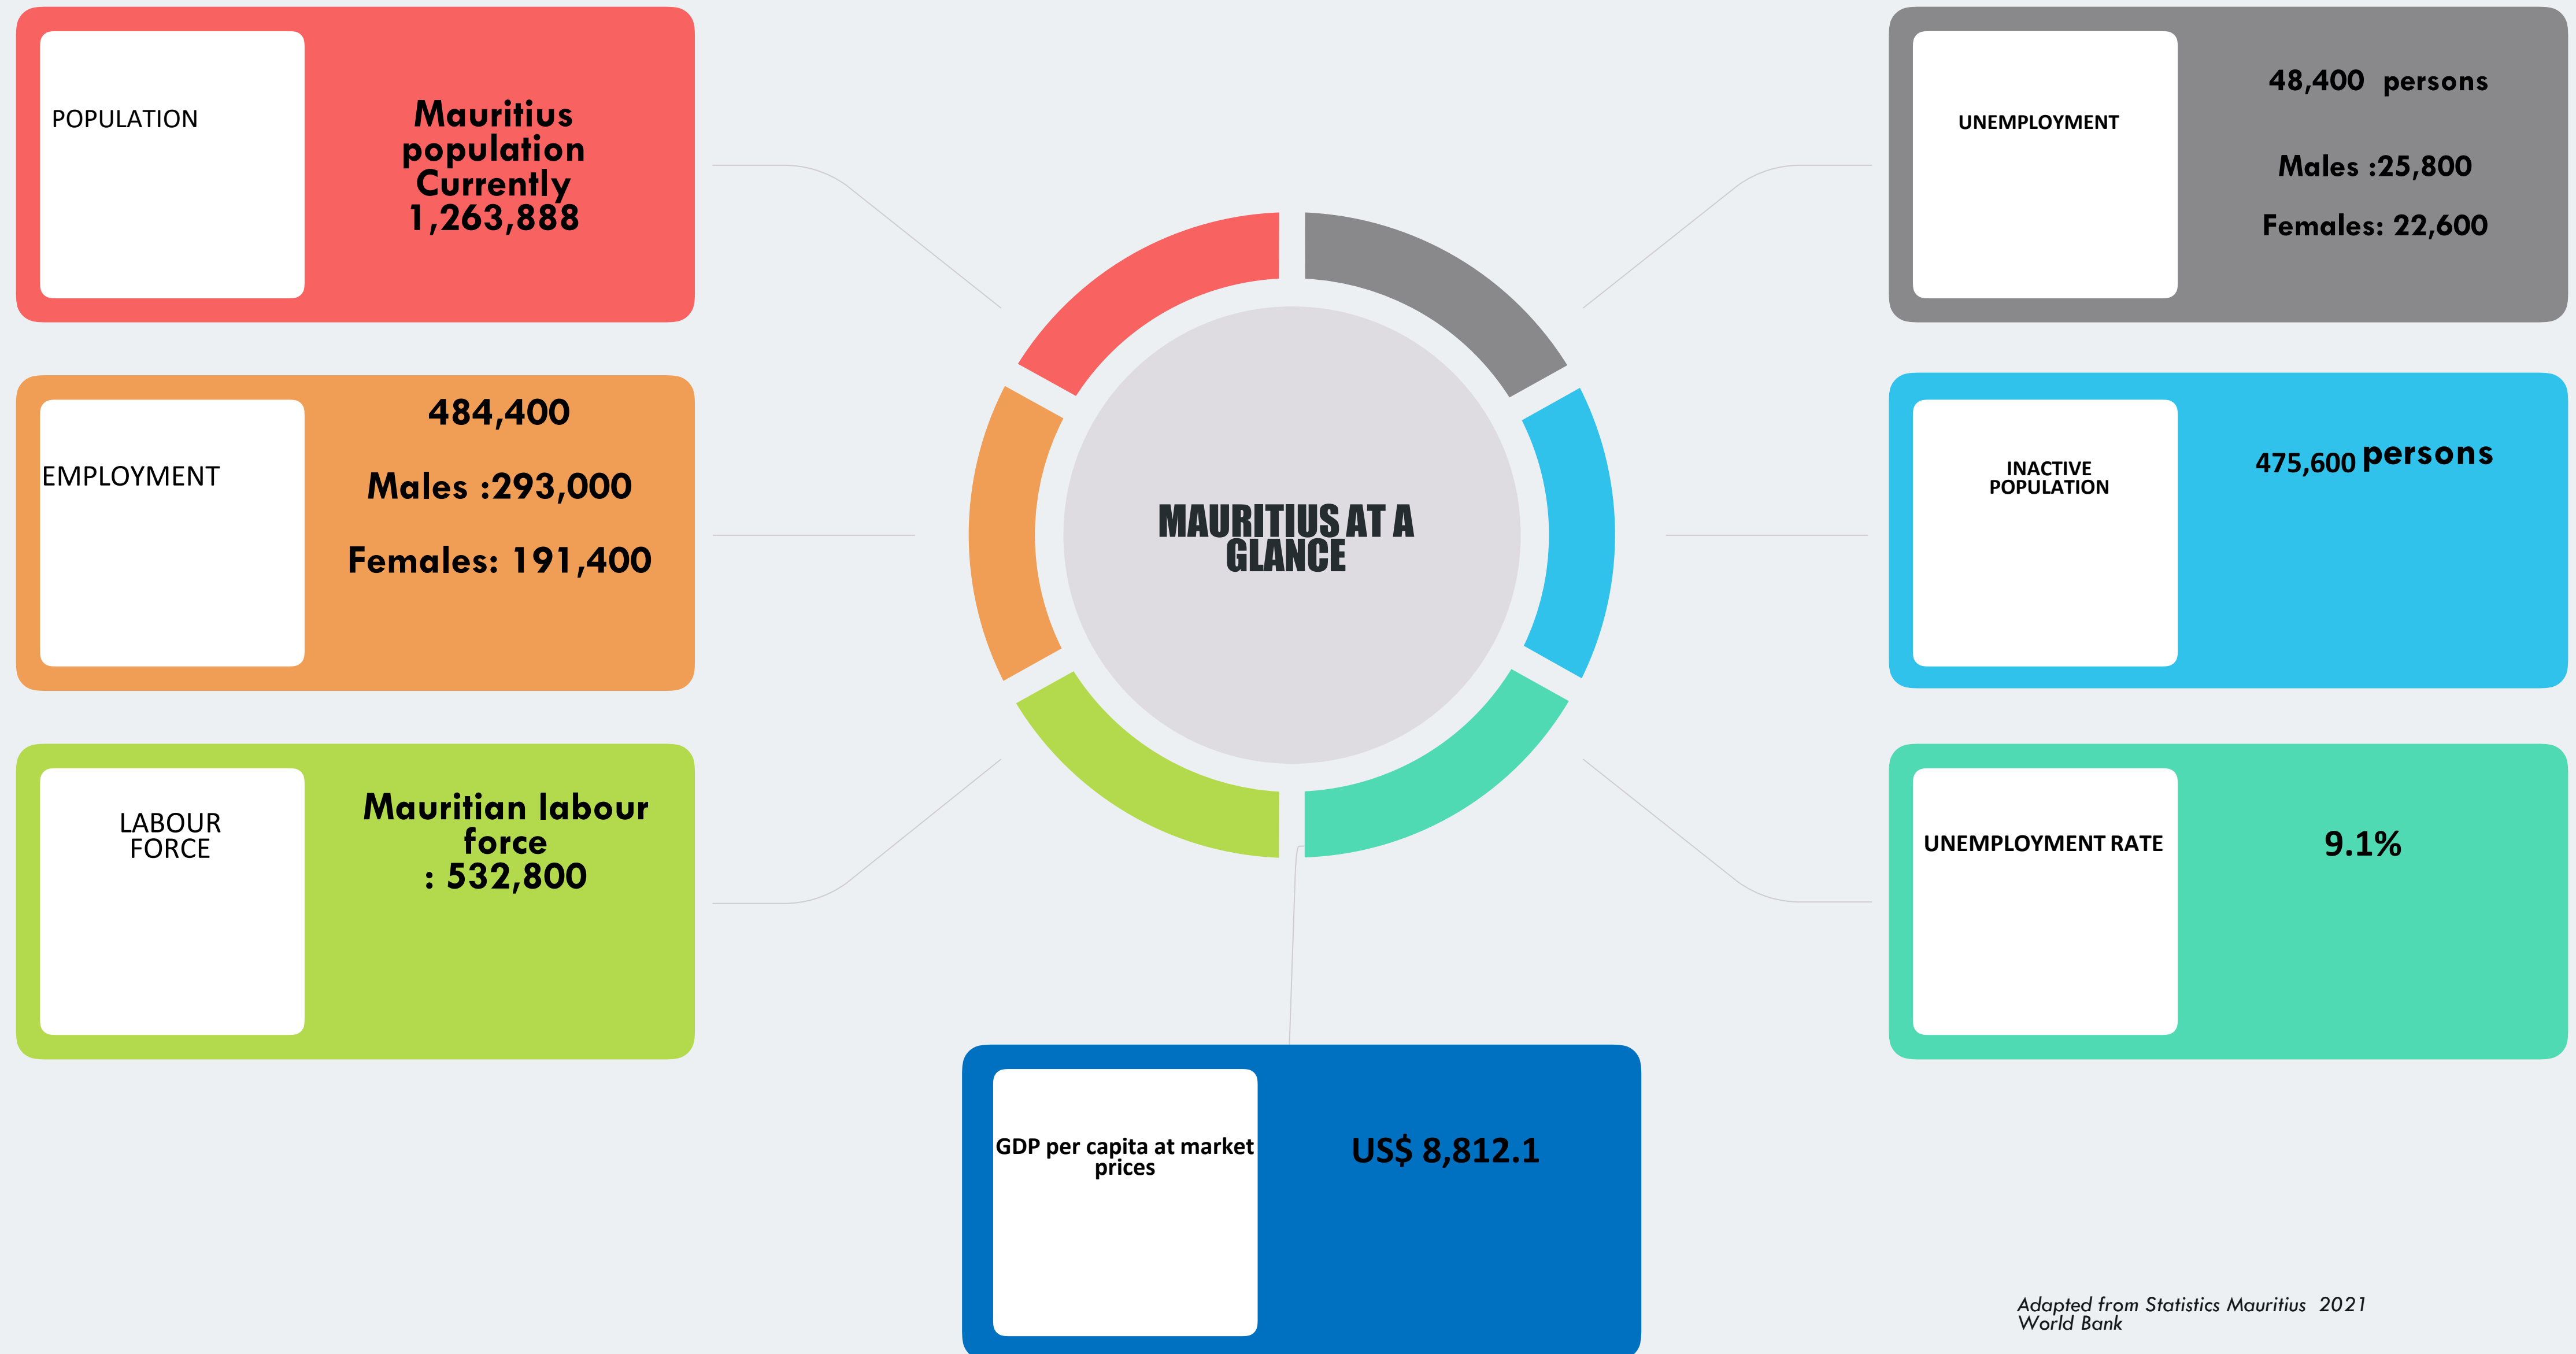 POPULATION
Mauritius
population
Currently
1,263,888
EMPLOYMENT
484,400
Males :293,000
Females: 191,400
LABOUR
FORCE
Mauritian labour
force
: 532,800
MAURITIUS AT A
GLANCE
UNEMPLOYMENT
48,400 persons
Males :25,800
Females: 22,600
INACTIVE
POPULATION
475,600 persons
UNEMPLOYMENT RATE
9.1%
GDP per capita at market
prices
US$ 8,812.1
Adapted from Statistics Mauritius 2021
World Bank